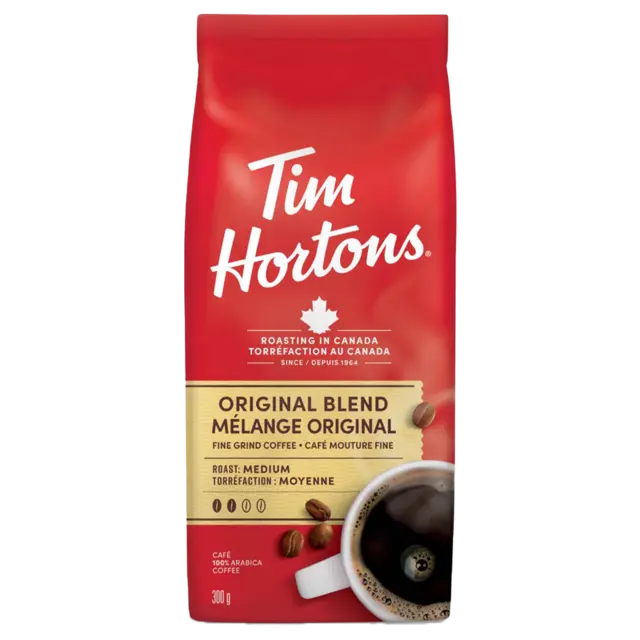 Tim
Hortons®
ROASTING IN CANADA
TORRÉFACTION AU CANADA
SINCE / DEPUIS 1964
ORIGINAL BLEND
MÉLANGE ORIGINAL
FINE GRIND COFFEE • CAFÉ MOUTURE FINE
ROAST: MEDIUM
TORRÉFACTION : MOYENNE
CAFÉ
100% ARABICA
COFFEE
300 g